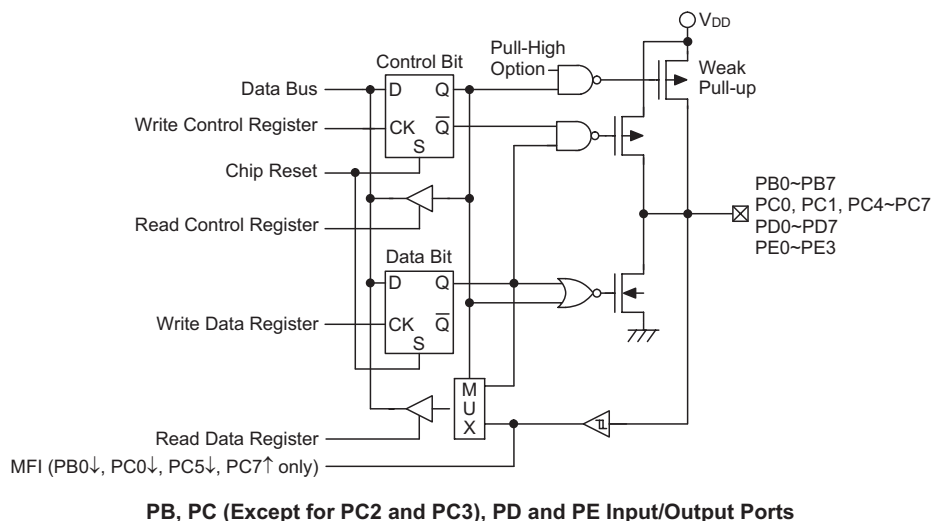 VDD
Pull-High
Option
Weak
Pull-up
Control Bit
Data Bus
D
Q
Write Control Register
CK
Q̅
S
Chip Reset
Read Control Register
PB0~PB7
PC0, PC1, PC4~PC7
PD0~PD7
PE0~PE3
Data Bit
D
Q
Write Data Register
CK
Q̅
S
M
U
X
Read Data Register
MFI (PB0↓, PC0↓, PC5↓, PC7↑ only)
PB, PC (Except for PC2 and PC3), PD and PE Input/Output Ports